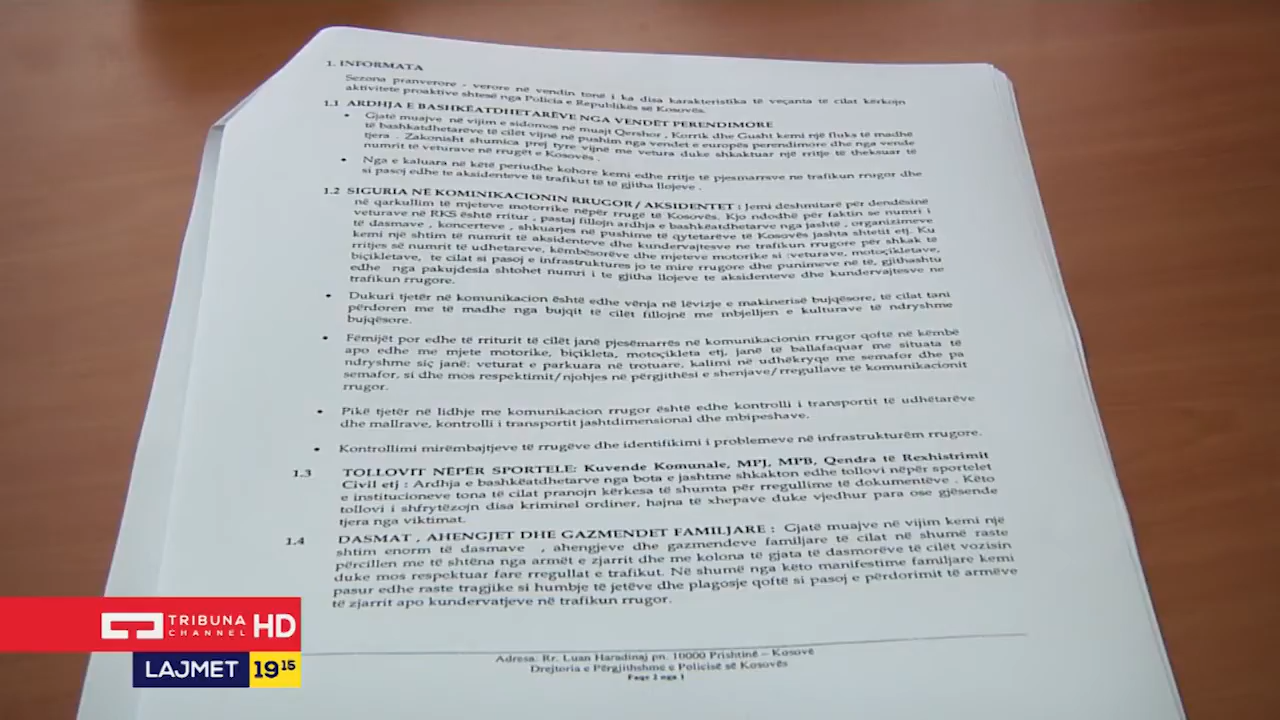 1. INFORMATA
Sezona pranverore - verore në vendin tonë i ka disa karakteristika të veçanta të cilat kërkojn
aktivitete proaktive shtesë nga Policia e Republikës së Kosovës.
1.1 ARDHJA E BASHKËATDHETARËVE NGA VENDËT PERENDIMORE
• Gjatë muajve në vijim e sidomos në muajt Qershor, Korrik dhe Gusht kemi një fluks të madhe
të bashkatdhetarëve të cilët vijnë në pushim nga vendet e europës perendimore dhe nga vende
tjera . Zakonisht shumica prej tyre vijnë me vetura duke shkaktuar një rritje të theksuar të
numrit të veturave në rrugët e Kosovës .
• Nga e kaluara në këtë periudhe kohore kemi edhe rritje të pjesmarrsve në trafikun rrugor dhe
si pasoj edhe te aksidenteve të trafikut të të gjitha llojeve .
1.2 SIGURIA NË KOMINIKACIONIN RRUGOR / AKSIDENTET : Jemi dëshmitarë për dendësinë
në qarkullim të mjeteve motorrike nëpër rrugë të Kosovës. Kjo ndodhë për faktin se numri i
veturave në RKS është rritur , pastaj fillojn ardhja e bashkëatdhetarve nga jashtë , organizimeve
të dasmave , koncerteve , shkuarjes në pushime të qytetarëve të Kosovës jashta shtetit etj. Ku
kemi një shtim të numrit të aksidenteve dhe kundervajtesve ne trafikun rrugore për shkak të
rritjes së numrit të udhetareve, këmbësorëve dhe mjeteve motorike si :veturave, motoçikletave,
biçikletave, te cilat si pasoj e infrastruktures jo te mire rrugore dhe punimeve në të, gjithashtu
edhe nga pakujdesia shtohet numri i te gjitha llojeve te aksidenteve dhe kundervajtesve ne
trafikun rrugore.
• Dukuri tjetër në komunikacion është edhe vënja në lëvizje e makinerisë bujqësore, të cilat tani
përdoren me të madhe nga bujqit të cilët fillojnë me mbjelljen e kulturave të ndryshme
bujqësore.
• Fëmijët por edhe të rriturit të cilët janë pjesëmarrës në komunikacionin rrugor qoftë në këmbë
apo edhe me mjete motorike, biçikleta, motoçikleta etj, janë të ballafaquar me situata të
ndryshme siç janë: veturat e parkuara në trotuare, kalimi në udhëkryqe me semafor dhe pa
semafor, si dhe mos respektimit/njohjes në përgjithësi e shenjave/rregullave të komunikacionit
rrugor.
• Pikë tjetër në lidhje me komunikacion rrugor është edhe kontrolli i transportit të udhëtarëve
dhe mallrave, kontrolli i transportit jashtdimensional dhe mbipeshave.
• Kontrollimi mirëmbajtjeve të rrugëve dhe identifikimi i problemeve në infrastrukturëm rrugore.
1.3 TOLLOVIT NËPËR SPORTELE: Kuvende Komunale, MPJ, MPB, Qendra të Rexhistrimit
Civil etj : Ardhja e bashkëatdhetarve nga bota e jashtme shkakton edhe tollovi nëpër sportelet
e institucioneve tona të cilat pranojn kërkesa të shumta për rregullime të dokumentëve . Këto
tollovi i shfrytëzojn disa kriminel ordiner, hajna të xhepave duke vjedhur para ose gjësende
tjera nga viktimat.
1.4 DASMAT , AHENGJET DHE GAZMENDET FAMILJARE : Gjatë muajve në vijim kemi një
shtim enorm të dasmave , ahengjeve dhe gazmendeve familjare të cilat në shumë raste
përcillen me të shtëna nga armët e zjarrit dhe me kolona të gjata të dasmorëve të cilët vozisin
duke mos respektuar fare rregullat e trafikut. Në shumë nga këto manifestime familjare kemi
pasur edhe raste tragjike si humbje të jetëve dhe plagosje qoftë si pasoj e përdorimit të armëve
të zjarrit apo kundervatjeve në trafikun rrugor.
Adresa. Rr. Luan Haradinaj pn. 10000 Prishtinë – Kosovë
Drejtoria e Përgjithshme e Policisë së Kosovës
Faqe 2 nga 1
TRIBUNA
CHANNEL HD
LAJMET 19 15